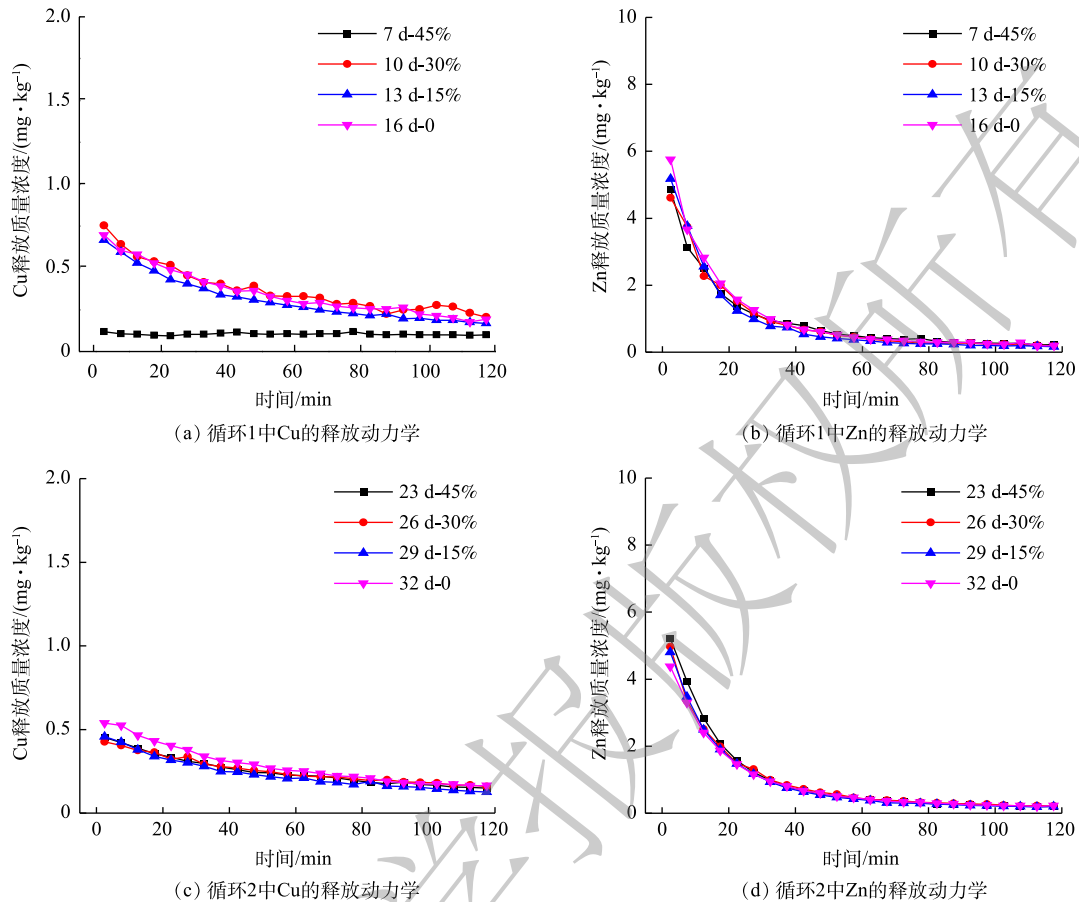 2.0
1.5
1.0
0.5
0
Cu释放质量浓度/(mg·kg⁻¹)
7 d-45%
10 d-30%
13 d-15%
16 d-0
0 20 40 60 80 100 120
时间/min
(a) 循环1中Cu的释放动力学
10
8
6
4
2
0
Zn释放质量浓度/(mg·kg⁻¹)
7 d-45%
10 d-30%
13 d-15%
16 d-0
0 20 40 60 80 100 120
时间/min
(b) 循环1中Zn的释放动力学
2.0
1.5
1.0
0.5
0
Cu释放质量浓度/(mg·kg⁻¹)
23 d-45%
26 d-30%
29 d-15%
32 d-0
0 20 40 60 80 100 120
时间/min
(c) 循环2中Cu的释放动力学
10
8
6
4
2
0
Zn释放质量浓度/(mg·kg⁻¹)
23 d-45%
26 d-30%
29 d-15%
32 d-0
0 20 40 60 80 100 120
时间/min
(d) 循环2中Zn的释放动力学
学报版权所有